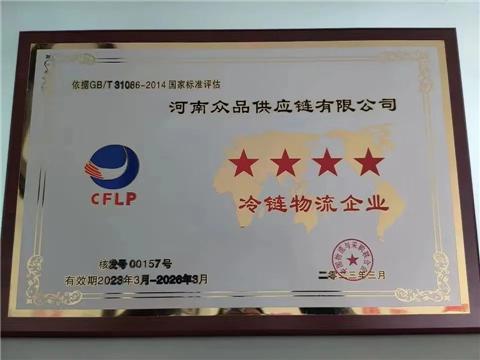 依据GB/T 31086-2014 国家标准评估
河南众品供应链有限公司
★★★★
CFLP
冷链物流企业
核发号 00157号
有效期2023年3月-2026年3月
二零二三年三月